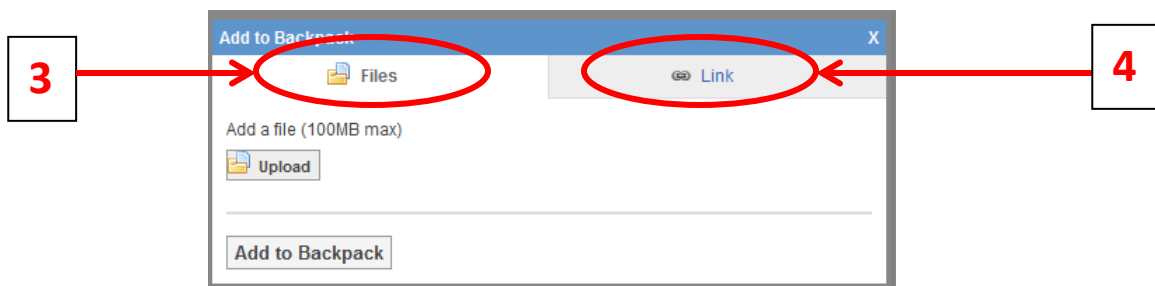 Add to Backpack X
3 Files Link 4
Add a file (100MB max)
Upload
Add to Backpack